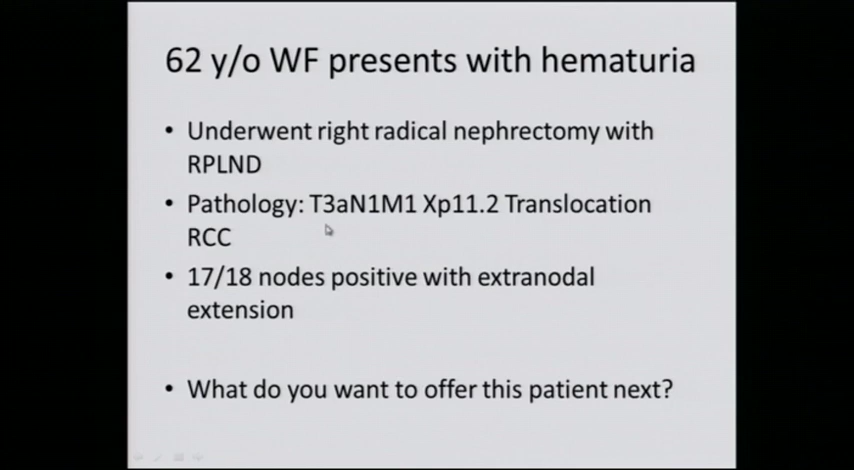 62 y/o WF presents with hematuria
• Underwent right radical nephrectomy with
RPLND
• Pathology: T3aN1M1 Xp11.2 Translocation
RCC
• 17/18 nodes positive with extranodal
extension
• What do you want to offer this patient next?